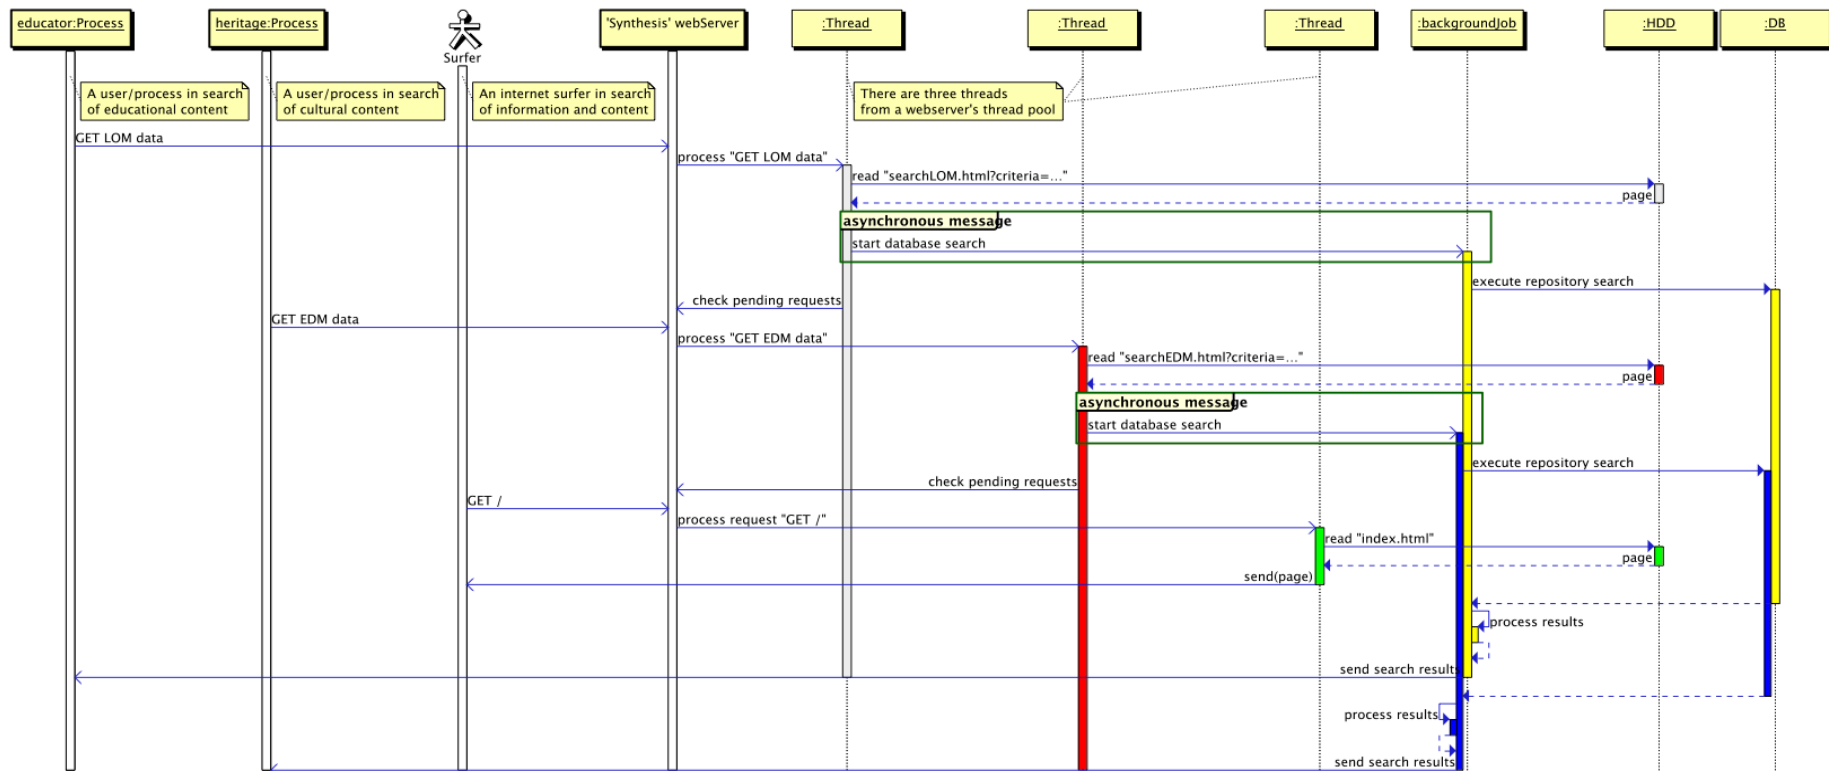 educator:Process
heritage:Process
Surfer
'Synthesis' webServer
:Thread
:Thread
:Thread
:backgroundJob
:HDD
:DB
A user/process in search
of educational content
A user/process in search
of cultural content
An internet surfer in search
of information and content
There are three threads
from a webserver's thread pool
GET LOM data
process "GET LOM data"
read "searchLOM.html?criteria=..."
page
asynchronous message
start database search
execute repository search
check pending requests
GET EDM data
process "GET EDM data"
read "searchEDM.html?criteria=..."
page
asynchronous message
start database search
execute repository search
check pending requests
GET /
process request "GET /"
read "index.html"
page
send(page)
process results
send search results
process results
send search results